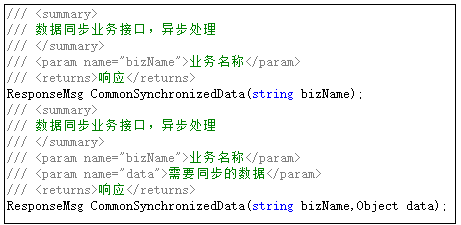 /// <summary>
/// 数据同步业务接口，异步处理
/// </summary>
/// <param name="bizName">业务名称</param>
/// <returns>响应</returns>
ResponseMsg CommonSynchronizedData(string bizName);
/// <summary>
/// 数据同步业务接口，异步处理
/// </summary>
/// <param name="bizName">业务名称</param>
/// <param name="data">需要同步的数据</param>
/// <returns>响应</returns>
ResponseMsg CommonSynchronizedData(string bizName,Object data);